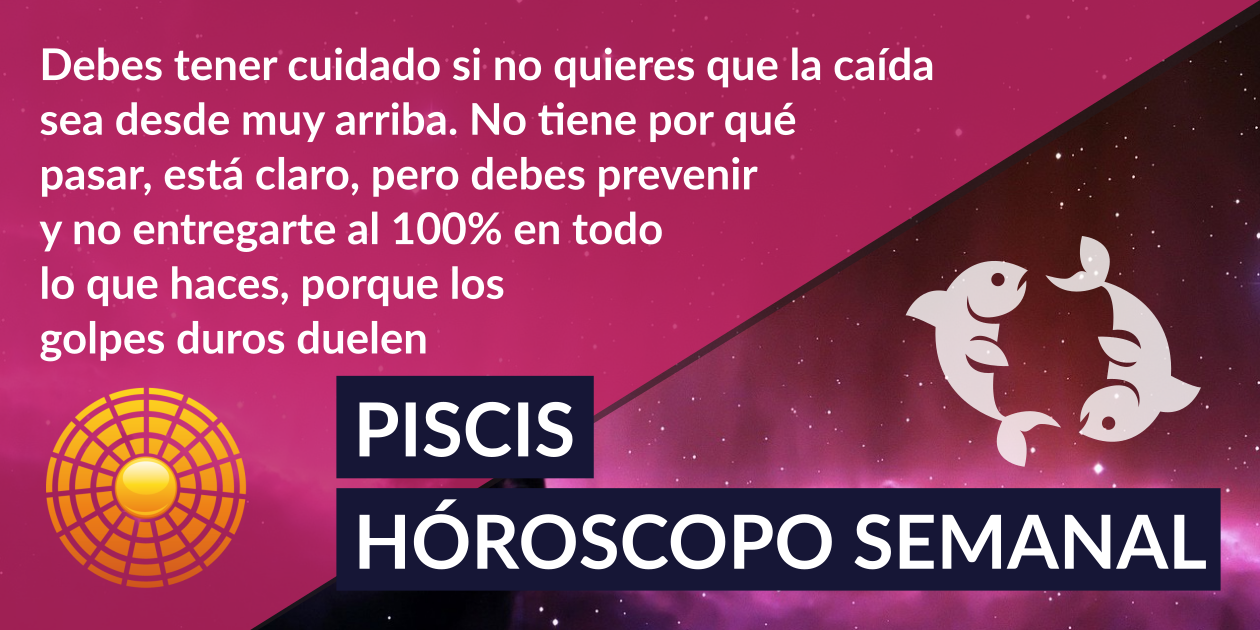 Debes tener cuidado si no quieres que la caída
sea desde muy arriba. No tiene por qué
pasar, está claro, pero debes prevenir
y no entregarte al 100% en todo
lo que haces, porque los
golpes duros duelen
PISCIS
HÓROSCOPO SEMANAL